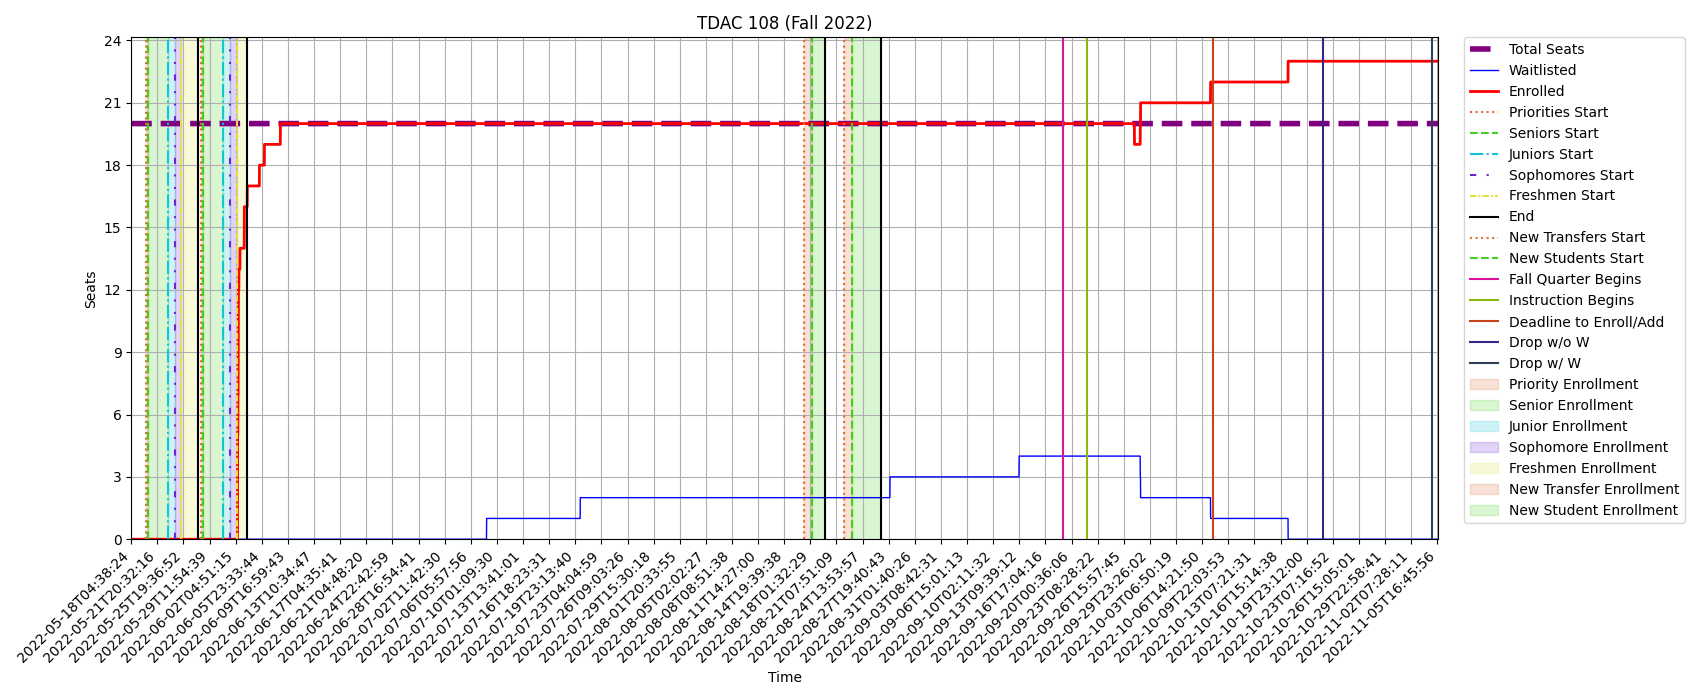 TDAC 108 (Fall 2022)
24
21
18
15
12
9
6
3
0
Seats
2022-05-18T04:38:24
2022-05-21T20:32:16
2022-05-25T19:36:52
2022-05-29T11:54:39
2022-06-02T04:51:15
2022-06-05T23:33:44
2022-06-09T16:59:43
2022-06-13T10:34:47
2022-06-17T04:35:41
2022-06-21T04:48:20
2022-06-24T22:42:59
2022-06-28T16:54:41
2022-07-02T11:42:30
2022-07-06T05:57:56
2022-07-10T01:09:30
2022-07-13T13:41:01
2022-07-16T18:23:31
2022-07-19T23:13:40
2022-07-23T04:04:59
2022-07-26T09:03:26
2022-07-29T15:30:18
2022-08-01T20:33:55
2022-08-05T02:02:27
2022-08-08T08:51:38
2022-08-11T14:27:00
2022-08-14T19:39:38
2022-08-18T01:32:29
2022-08-21T07:51:09
2022-08-24T13:53:57
2022-08-27T19:40:43
2022-08-31T01:40:26
2022-09-03T08:42:31
2022-09-06T15:01:13
2022-09-10T02:11:32
2022-09-13T09:39:12
2022-09-16T17:04:16
2022-09-20T00:36:06
2022-09-23T08:28:22
2022-09-26T15:57:45
2022-09-29T23:26:02
2022-10-03T06:50:19
2022-10-06T14:21:50
2022-10-09T22:03:53
2022-10-13T07:21:31
2022-10-16T15:14:38
2022-10-19T23:12:00
2022-10-23T07:16:52
2022-10-26T15:05:01
2022-10-29T22:58:41
2022-11-02T07:28:11
2022-11-05T16:45:56
Time
Total Seats
Waitlisted
Enrolled
Priorities Start
Seniors Start
Juniors Start
Sophomores Start
Freshmen Start
End
New Transfers Start
New Students Start
Fall Quarter Begins
Instruction Begins
Deadline to Enroll/Add
Drop w/o W
Drop w/ W
Priority Enrollment
Senior Enrollment
Junior Enrollment
Sophomore Enrollment
Freshmen Enrollment
New Transfer Enrollment
New Student Enrollment